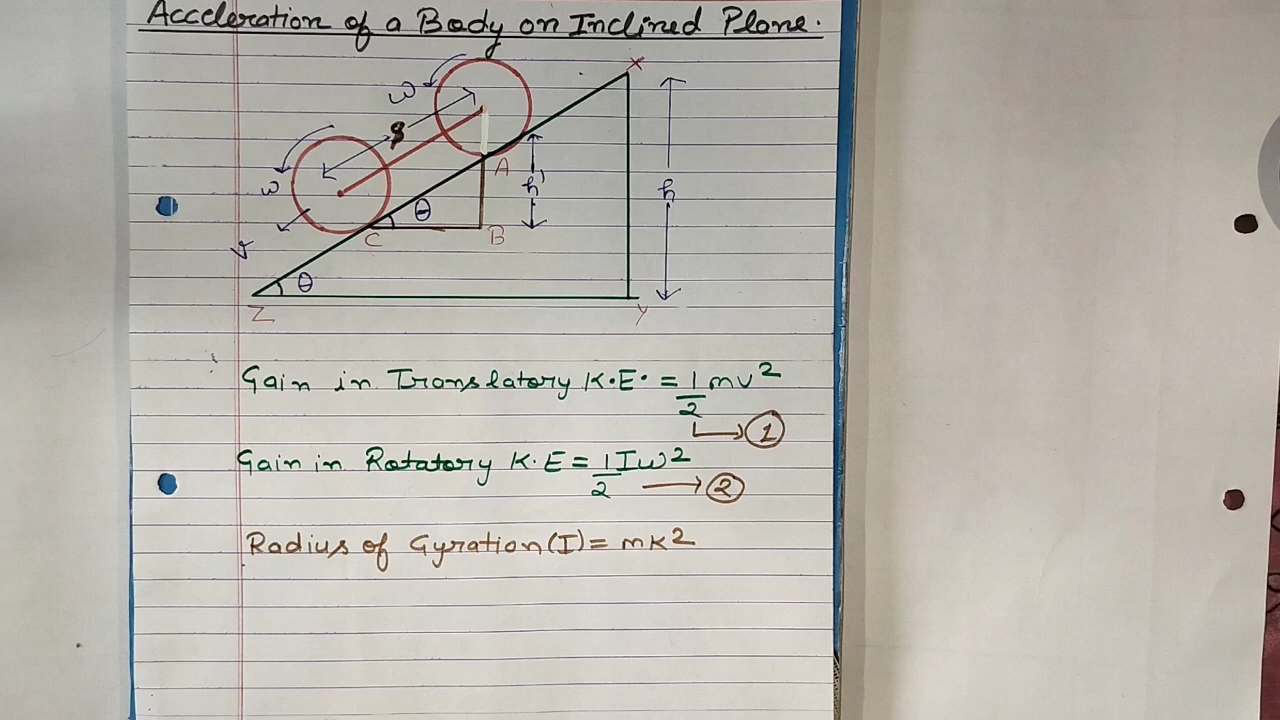 Acceleration of a Body on Inclined Plane.
X
ω
S
A
h'
h
ω
θ
C
B
v
θ
Z
Y
Gain in Translatory K.E. = 1/2 mv²
→ 1
Gain in Rotatory K.E = 1/2 Iω²
→ 2
Radius of Gyration (I) = mK²